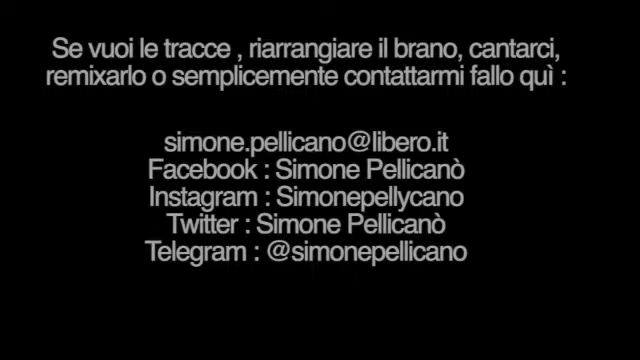 Se vuoi le tracce , riarrangiare il brano, cantarci,
remixarlo o semplicemente contattarmi fallo quì :
simone.pellicano@libero.it
Facebook : Simone Pellicanò
Instagram : Simonepellycano
Twitter : Simone Pellicanò
Telegram : @simonepellicano